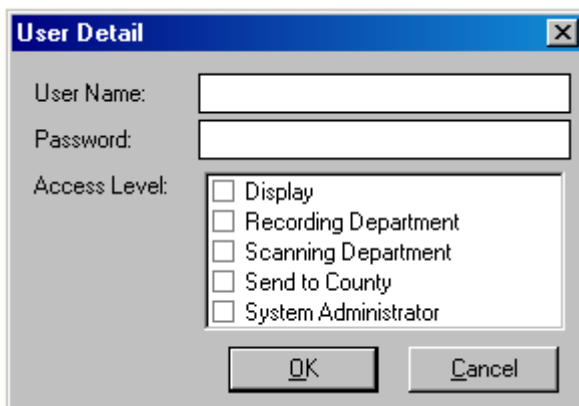 User Detail
User Name:
Password:
Access Level:
Display
Recording Department
Scanning Department
Send to County
System Administrator
OK
Cancel